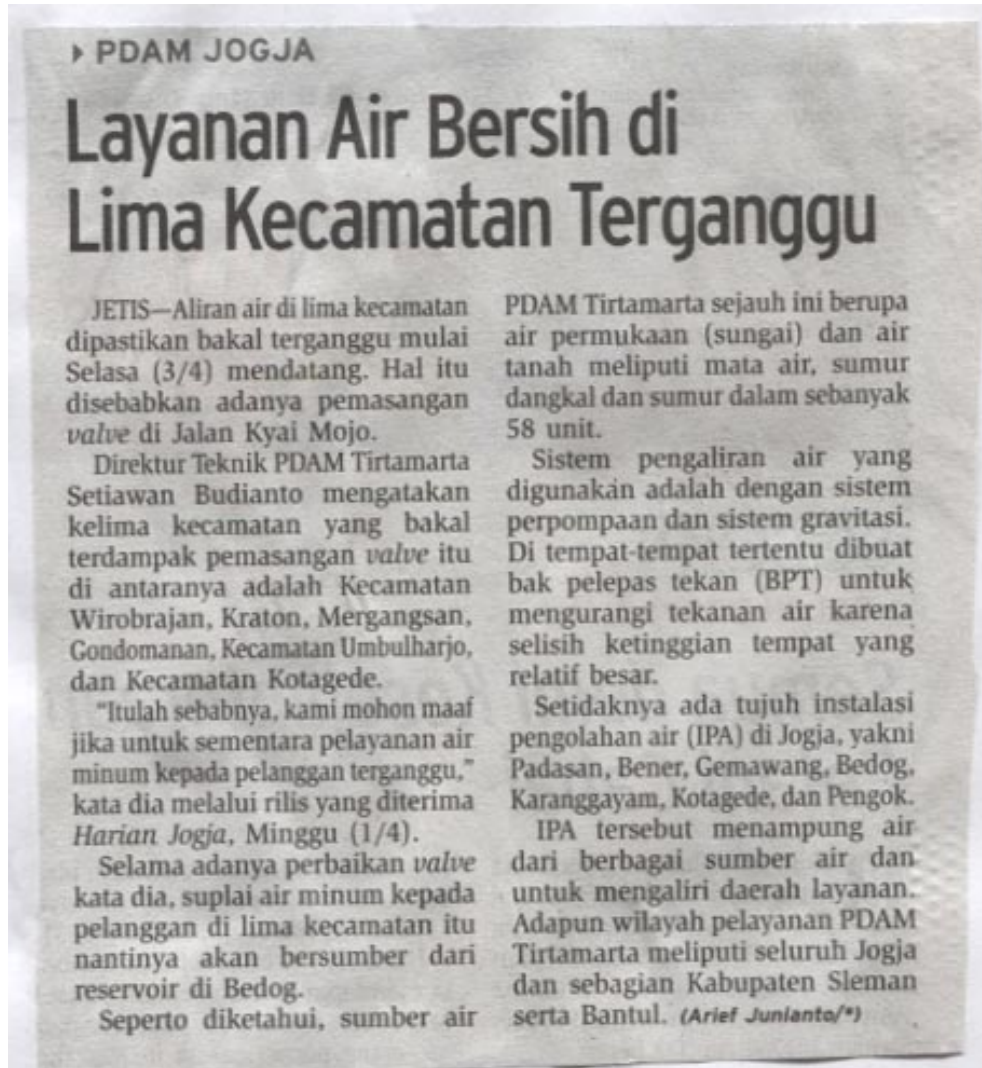 PDAM JOGJA
Layanan Air Bersih di
Lima Kecamatan Terganggu
JETIS—Aliran air di lima kecamatan
dipastikan bakal terganggu mulai
Selasa (3/4) mendatang. Hal itu
disebabkan adanya pemasangan
valve di Jalan Kyai Mojo.
Direktur Teknik PDAM Tirtamarta
Setiawan Budianto mengatakan
kelima kecamatan yang bakal
terdampak pemasangan valve itu
di antaranya adalah Kecamatan
Wirobrajan, Kraton, Mergangsan,
Gondomanan, Kecamatan Umbulharjo,
dan Kecamatan Kotagede.
"Itulah sebabnya, kami mohon maaf
jika untuk sementara pelayanan air
minum kepada pelanggan terganggu,"
kata dia melalui rilis yang diterima
Harian Jogja, Minggu (1/4).
Selama adanya perbaikan valve
kata dia, suplai air minum kepada
pelanggan di lima kecamatan itu
nantinya akan bersumber dari
reservoir di Bedog.
Seperto diketahui, sumber air
PDAM Tirtamarta sejauh ini berupa
air permukaan (sungai) dan air
tanah meliputi mata air, sumur
dangkal dan sumur dalam sebanyak
58 unit.
Sistem pengaliran air yang
digunakan adalah dengan sistem
perpompaan dan sistem gravitasi.
Di tempat-tempat tertentu dibuat
bak pelepas tekan (BPT) untuk
mengurangi tekanan air karena
selisih ketinggian tempat yang
relatif besar.
Setidaknya ada tujuh instalasi
pengolahan air (IPA) di Jogja, yakni
Padasan, Bener, Gemawang, Bedog,
Karanggayam, Kotagede, dan Pengok.
IPA tersebut menampung air
dari berbagai sumber air dan
untuk mengaliri daerah layanan.
Adapun wilayah pelayanan PDAM
Tirtamarta meliputi seluruh Jogja
dan sebagian Kabupaten Sleman
serta Bantul. (Arief Junianto/*)